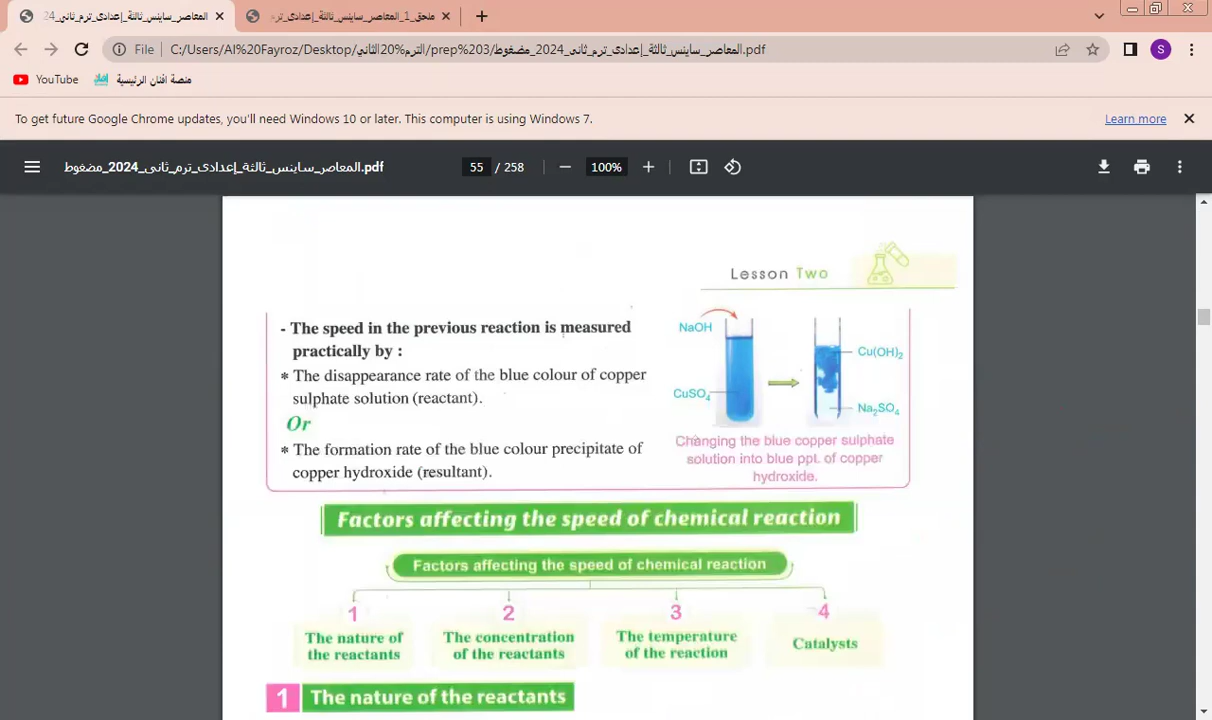 المعاصر_ساينس_ثالثة_إعدادى_ترم_ثانى_24
ملحق_1_المعاصر_ساينس_ثالثة_إعدادى_ترم
File
C:/Users/Al%20Fayroz/Desktop/الترم%20الثاني/prep%203/المعاصر_ساينس_ثالثة_إعدادى_ترم_ثانى_2024_مضغوط.pdf
S
YouTube
منصة افنان الرئيسية
To get future Google Chrome updates, you'll need Windows 10 or later. This computer is using Windows 7.
Learn more
المعاصر_ساينس_ثالثة_إعدادى_ترم_ثانى_2024_مضغوط.pdf
55 / 258
100%
Lesson Two
- The speed in the previous reaction is measured
practically by :
* The disappearance rate of the blue colour of copper
sulphate solution (reactant).
Or
* The formation rate of the blue colour precipitate of
copper hydroxide (resultant).
NaOH
CuSO₄
Cu(OH)₂
Na₂SO₄
Changing the blue copper sulphate
solution into blue ppt. of copper
hydroxide.
Factors affecting the speed of chemical reaction
Factors affecting the speed of chemical reaction
1
The nature of
the reactants
2
The concentration
of the reactants
3
The temperature
of the reaction
4
Catalysts
1 The nature of the reactants